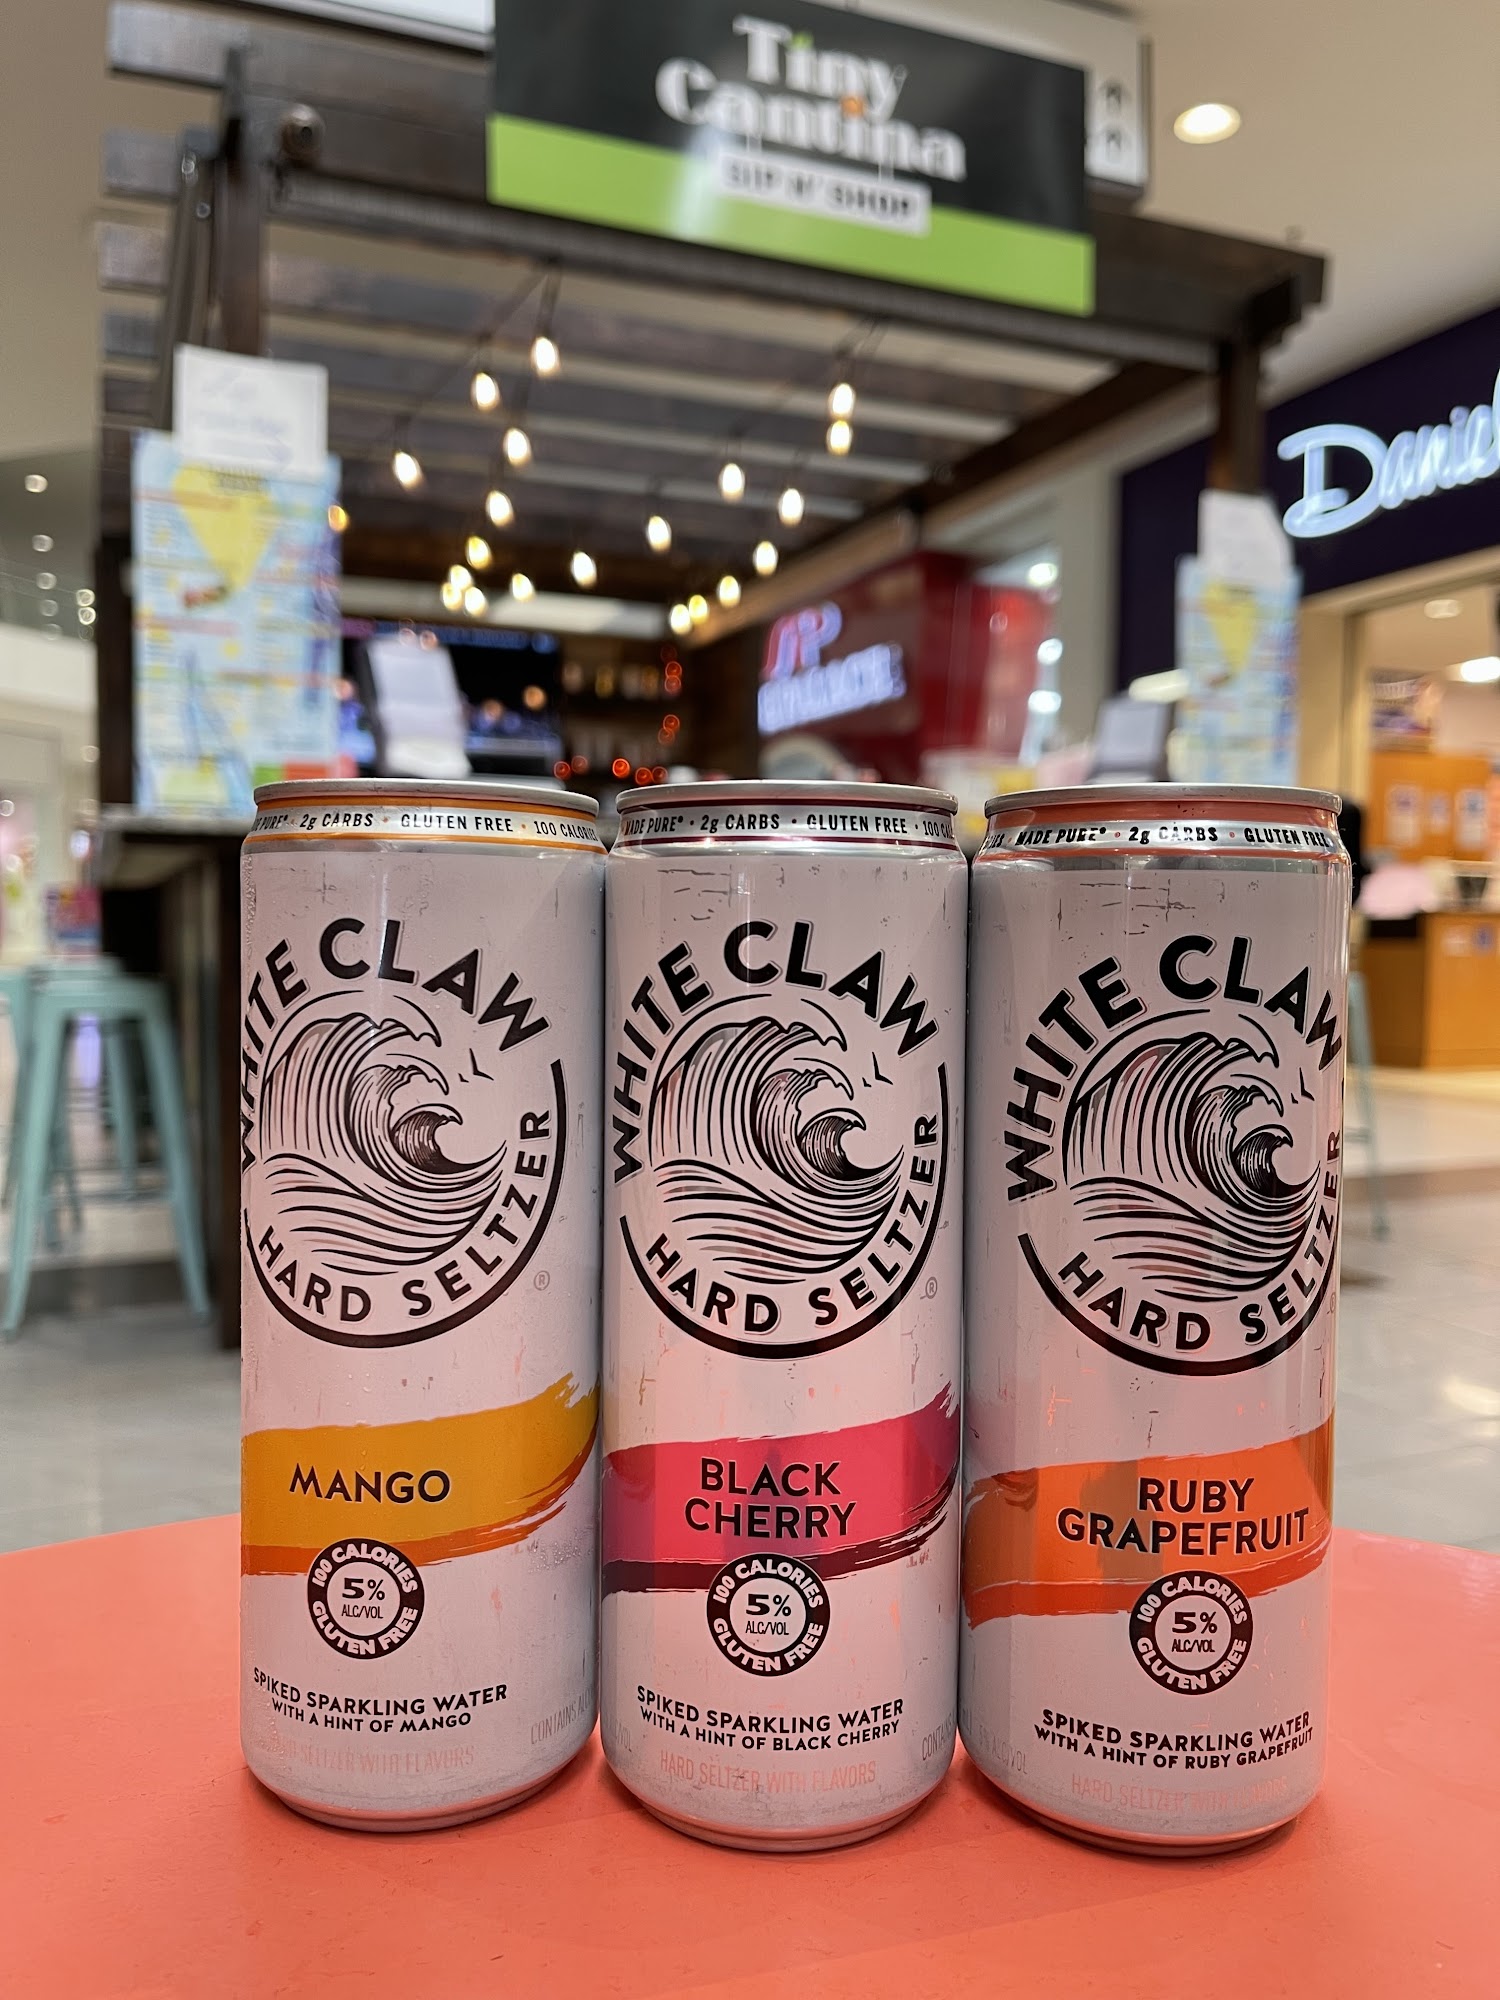 Tiny
Cantina
SIP N' SHOP
Daniel
PURE® • 2g CARBS • GLUTEN FREE • 100 CALORIES
WHITE CLAW
HARD SELTZER
®
MANGO
100 CALORIES
5%
ALC/VOL
GLUTEN FREE
SPIKED SPARKLING WATER
WITH A HINT OF MANGO
HARD SELTZER WITH FLAVORS
CONTAINS
MADE PURE® • 2g CARBS • GLUTEN FREE • 100
WHITE CLAW
HARD SELTZER
®
BLACK
CHERRY
100 CALORIES
5%
ALC/VOL
GLUTEN FREE
SPIKED SPARKLING WATER
WITH A HINT OF BLACK CHERRY
HARD SELTZER WITH FLAVORS
MADE PURE® • 2g CARBS • GLUTEN FREE
WHITE CLAW
HARD SELTZER
RUBY
GRAPEFRUIT
100 CALORIES
5%
ALC/VOL
GLUTEN FREE
SPIKED SPARKLING WATER
WITH A HINT OF RUBY GRAPEFRUIT
HARD SELTZER WITH FLAVORS